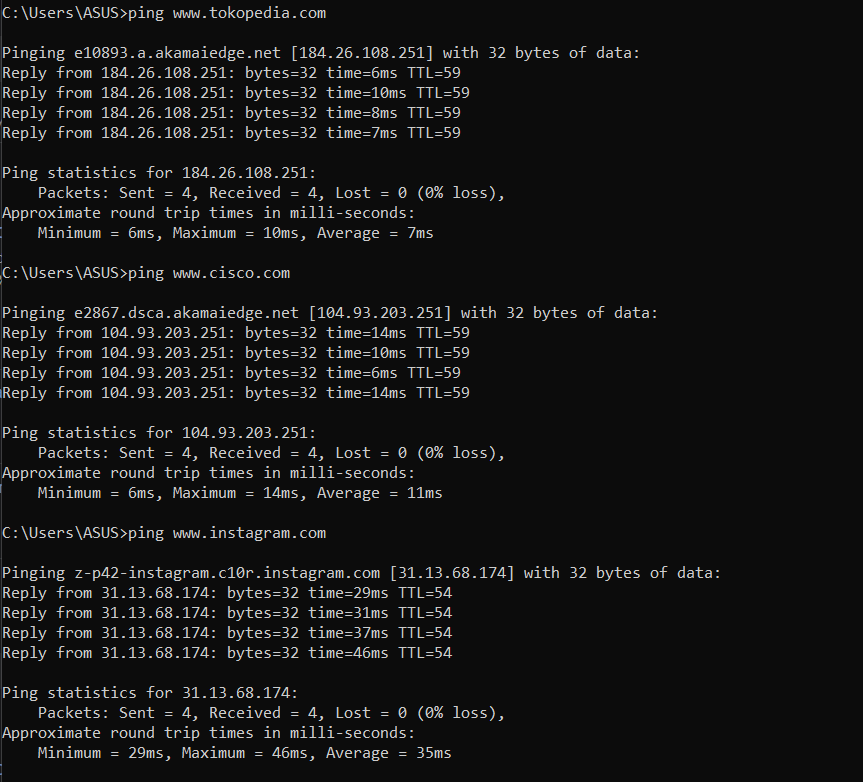 C:\Users\ASUS>ping www.tokopedia.com
Pinging e10893.a.akamaiedge.net [184.26.108.251] with 32 bytes of data:
Reply from 184.26.108.251: bytes=32 time=6ms TTL=59
Reply from 184.26.108.251: bytes=32 time=10ms TTL=59
Reply from 184.26.108.251: bytes=32 time=8ms TTL=59
Reply from 184.26.108.251: bytes=32 time=7ms TTL=59
Ping statistics for 184.26.108.251:
    Packets: Sent = 4, Received = 4, Lost = 0 (0% loss),
Approximate round trip times in milli-seconds:
    Minimum = 6ms, Maximum = 10ms, Average = 7ms
C:\Users\ASUS>ping www.cisco.com
Pinging e2867.dsca.akamaiedge.net [104.93.203.251] with 32 bytes of data:
Reply from 104.93.203.251: bytes=32 time=14ms TTL=59
Reply from 104.93.203.251: bytes=32 time=10ms TTL=59
Reply from 104.93.203.251: bytes=32 time=6ms TTL=59
Reply from 104.93.203.251: bytes=32 time=14ms TTL=59
Ping statistics for 104.93.203.251:
    Packets: Sent = 4, Received = 4, Lost = 0 (0% loss),
Approximate round trip times in milli-seconds:
    Minimum = 6ms, Maximum = 14ms, Average = 11ms
C:\Users\ASUS>ping www.instagram.com
Pinging z-p42-instagram.c10r.instagram.com [31.13.68.174] with 32 bytes of data:
Reply from 31.13.68.174: bytes=32 time=29ms TTL=54
Reply from 31.13.68.174: bytes=32 time=31ms TTL=54
Reply from 31.13.68.174: bytes=32 time=37ms TTL=54
Reply from 31.13.68.174: bytes=32 time=46ms TTL=54
Ping statistics for 31.13.68.174:
    Packets: Sent = 4, Received = 4, Lost = 0 (0% loss),
Approximate round trip times in milli-seconds:
    Minimum = 29ms, Maximum = 46ms, Average = 35ms